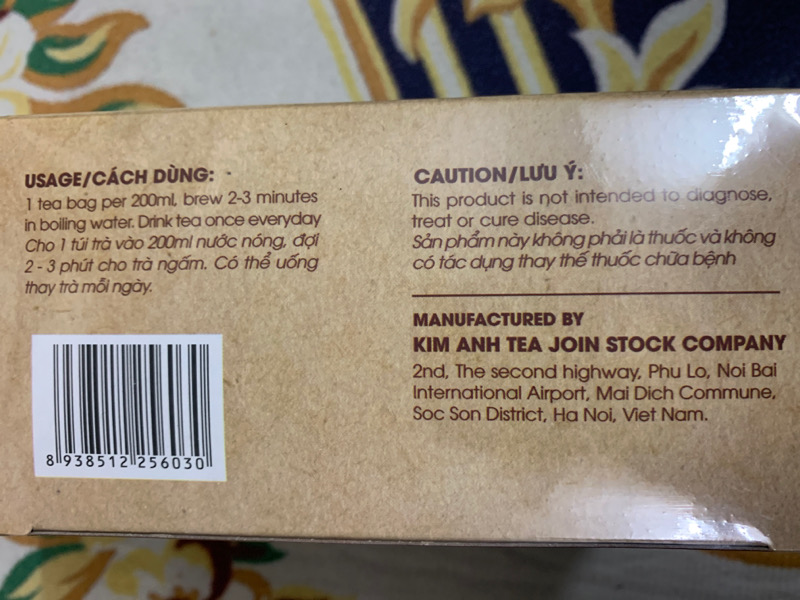 USAGE/CÁCH DÙNG:
1 tea bag per 200ml, brew 2-3 minutes
in boiling water. Drink tea once everyday
Cho 1 túi trà vào 200ml nước nóng, đợi
2 - 3 phút cho trà ngấm. Có thể uống
thay trà mỗi ngày.
8 938512 256030
CAUTION/LƯU Ý:
This product is not intended to diagnose,
treat or cure disease.
Sản phẩm này không phải là thuốc và không
có tác dụng thay thế thuốc chữa bệnh
MANUFACTURED BY
KIM ANH TEA JOIN STOCK COMPANY
2nd, The second highway, Phu Lo, Noi Bai
International Airport, Mai Dich Commune,
Soc Son District, Ha Noi, Viet Nam.